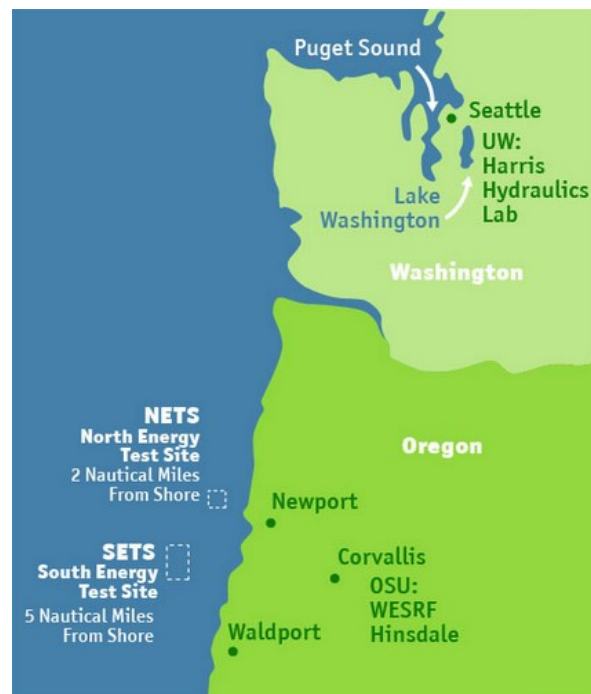 Puget Sound
Seattle
UW:
Harris
Hydraulics
Lab
Lake
Washington
Washington
NETS
North Energy
Test Site
2 Nautical Miles
From Shore
Oregon
Newport
SETS
South Energy
Test Site
5 Nautical Miles
From Shore
Corvallis
OSU:
WESRF
Hinsdale
Waldport